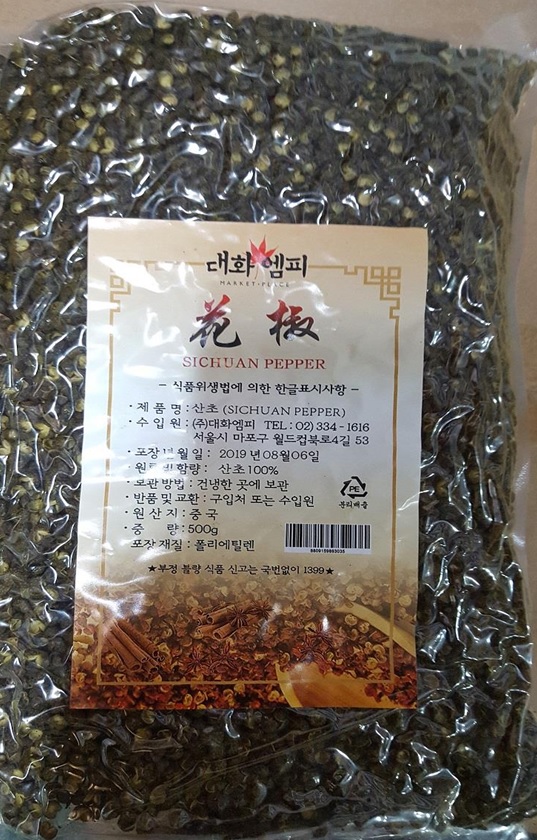 대화엠피
MARKET·PLACE
花椒
SICHUAN PEPPER
- 식품위생법에 의한 한글표시사항 -
· 제 품 명 : 산초 (SICHUAN PEPPER)
· 수 입 원 : (주)대화엠피 TEL : 02) 334 - 1616
서울시 마포구 월드컵북로4길 53
· 포장년월일 : 2019 년 08월 06일
· 원료및함량 : 산초 100%
· 보관방법 : 건냉한 곳에 보관
· 반품 및 교환 : 구입처 또는 수입원
· 원 산 지 : 중 국
· 중 량 : 500g
포장 재질 : 폴리에틸렌
PE
분리배출
★부정 불량 식품 신고는 국번없이 1399★